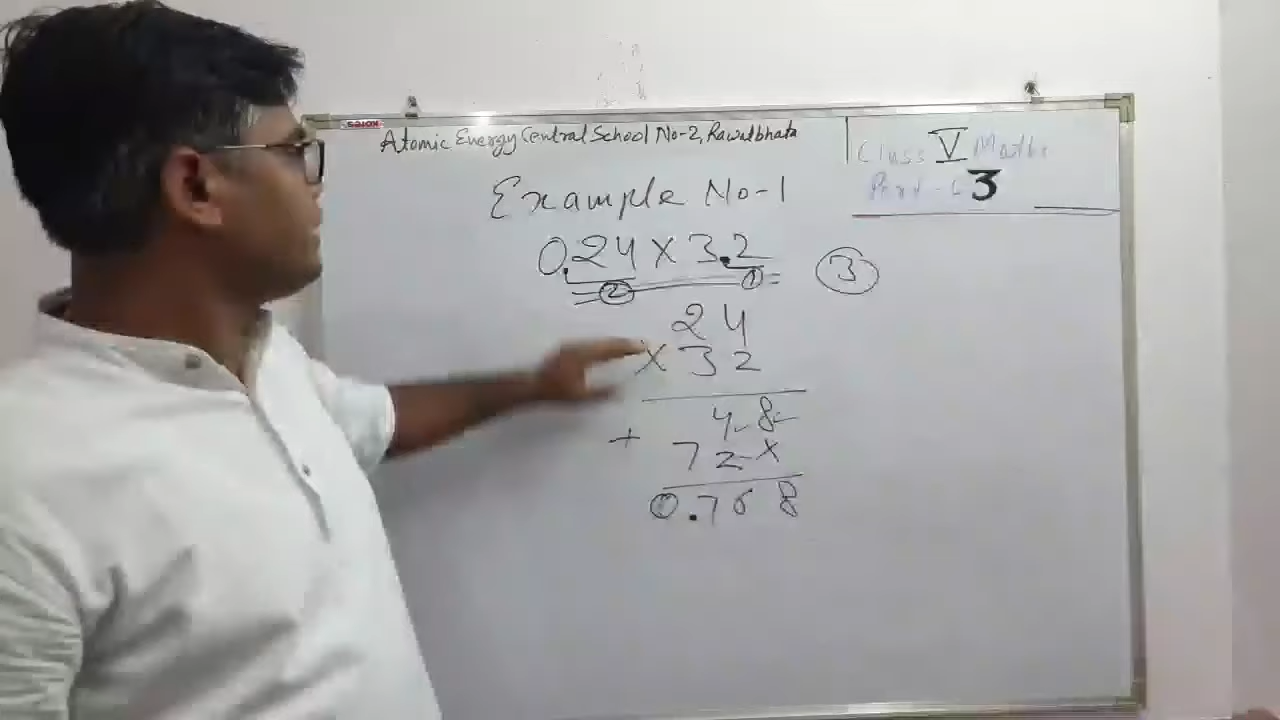 Atomic Energy Central School No-2, Rawatbhata
Class V Maths
Part - 3
Example No-1
0.24 X 3.2
2 1
3
24
X 32
48
+ 72 X
0.768